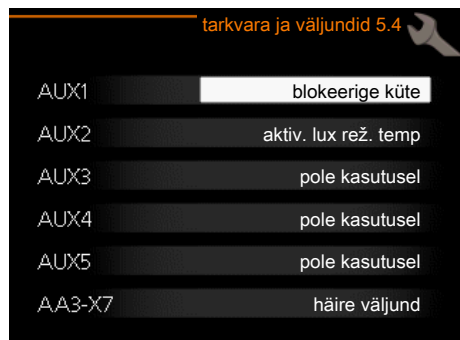 tarkvara ja väljundid 5.4
AUX1 blokeerige küte
AUX2 aktiv. lux rež. temp
AUX3 pole kasutusel
AUX4 pole kasutusel
AUX5 pole kasutusel
AA3-X7 häire väljund